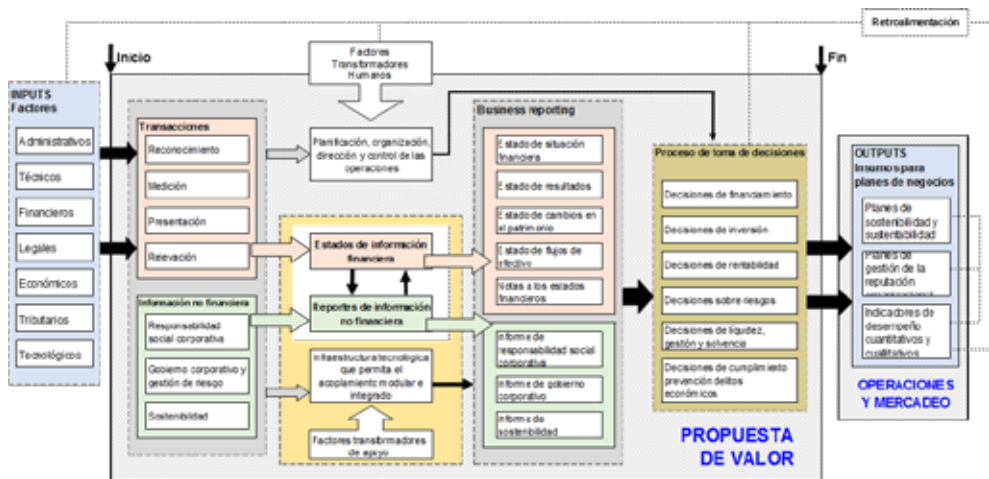 Retroalimentación
Inicio
Factores
Transformadores
Humanos
Fin
INPUTS
Factores
Administrativos
Técnicos
Financieros
Legales
Económicos
Tributarios
Tecnológicos
Transacciones
Reconocimiento
Medición
Presentación
Relevación
Información no financiera
Responsabilidad
social corporativa
Gobierno corporativo y
gestión de riesgo
Sostenibilidad
Planificación, organización,
dirección y control de las
operaciones
Estados de información
financiera
Reportes de información
no financiera
Infraestructura tecnológica
que permita el
acoplamiento modular e
integrado
Factores transformadores
de apoyo
Business reporting
Estado de situación
financiera
Estado de resultados
Estado de cambios en
el patrimonio
Estado de flujos de
efectivo
Notas a los estados
financieros
Informe de
responsabilidad social
corporativa
Informe de gobierno
corporativo
Informe de
sostenibilidad
Proceso de toma de decisiones
Decisiones de financiamiento
Decisiones de inversión
Decisiones de rentabilidad
Decisiones sobre riesgos
Decisiones de liquidez,
gestión y solvencia
Decisiones de cumplimiento
prevención delitos
económicos
PROPUESTA
DE VALOR
OUTPUTS
Insumos para
planes de negocios
Planes de
sostenibilidad y
sustentabilidad
Planes de
gestión de la
reputación
Indicadores de
desempeño
cuantitativos y
cualitativos
OPERACIONES
Y MERCADEO